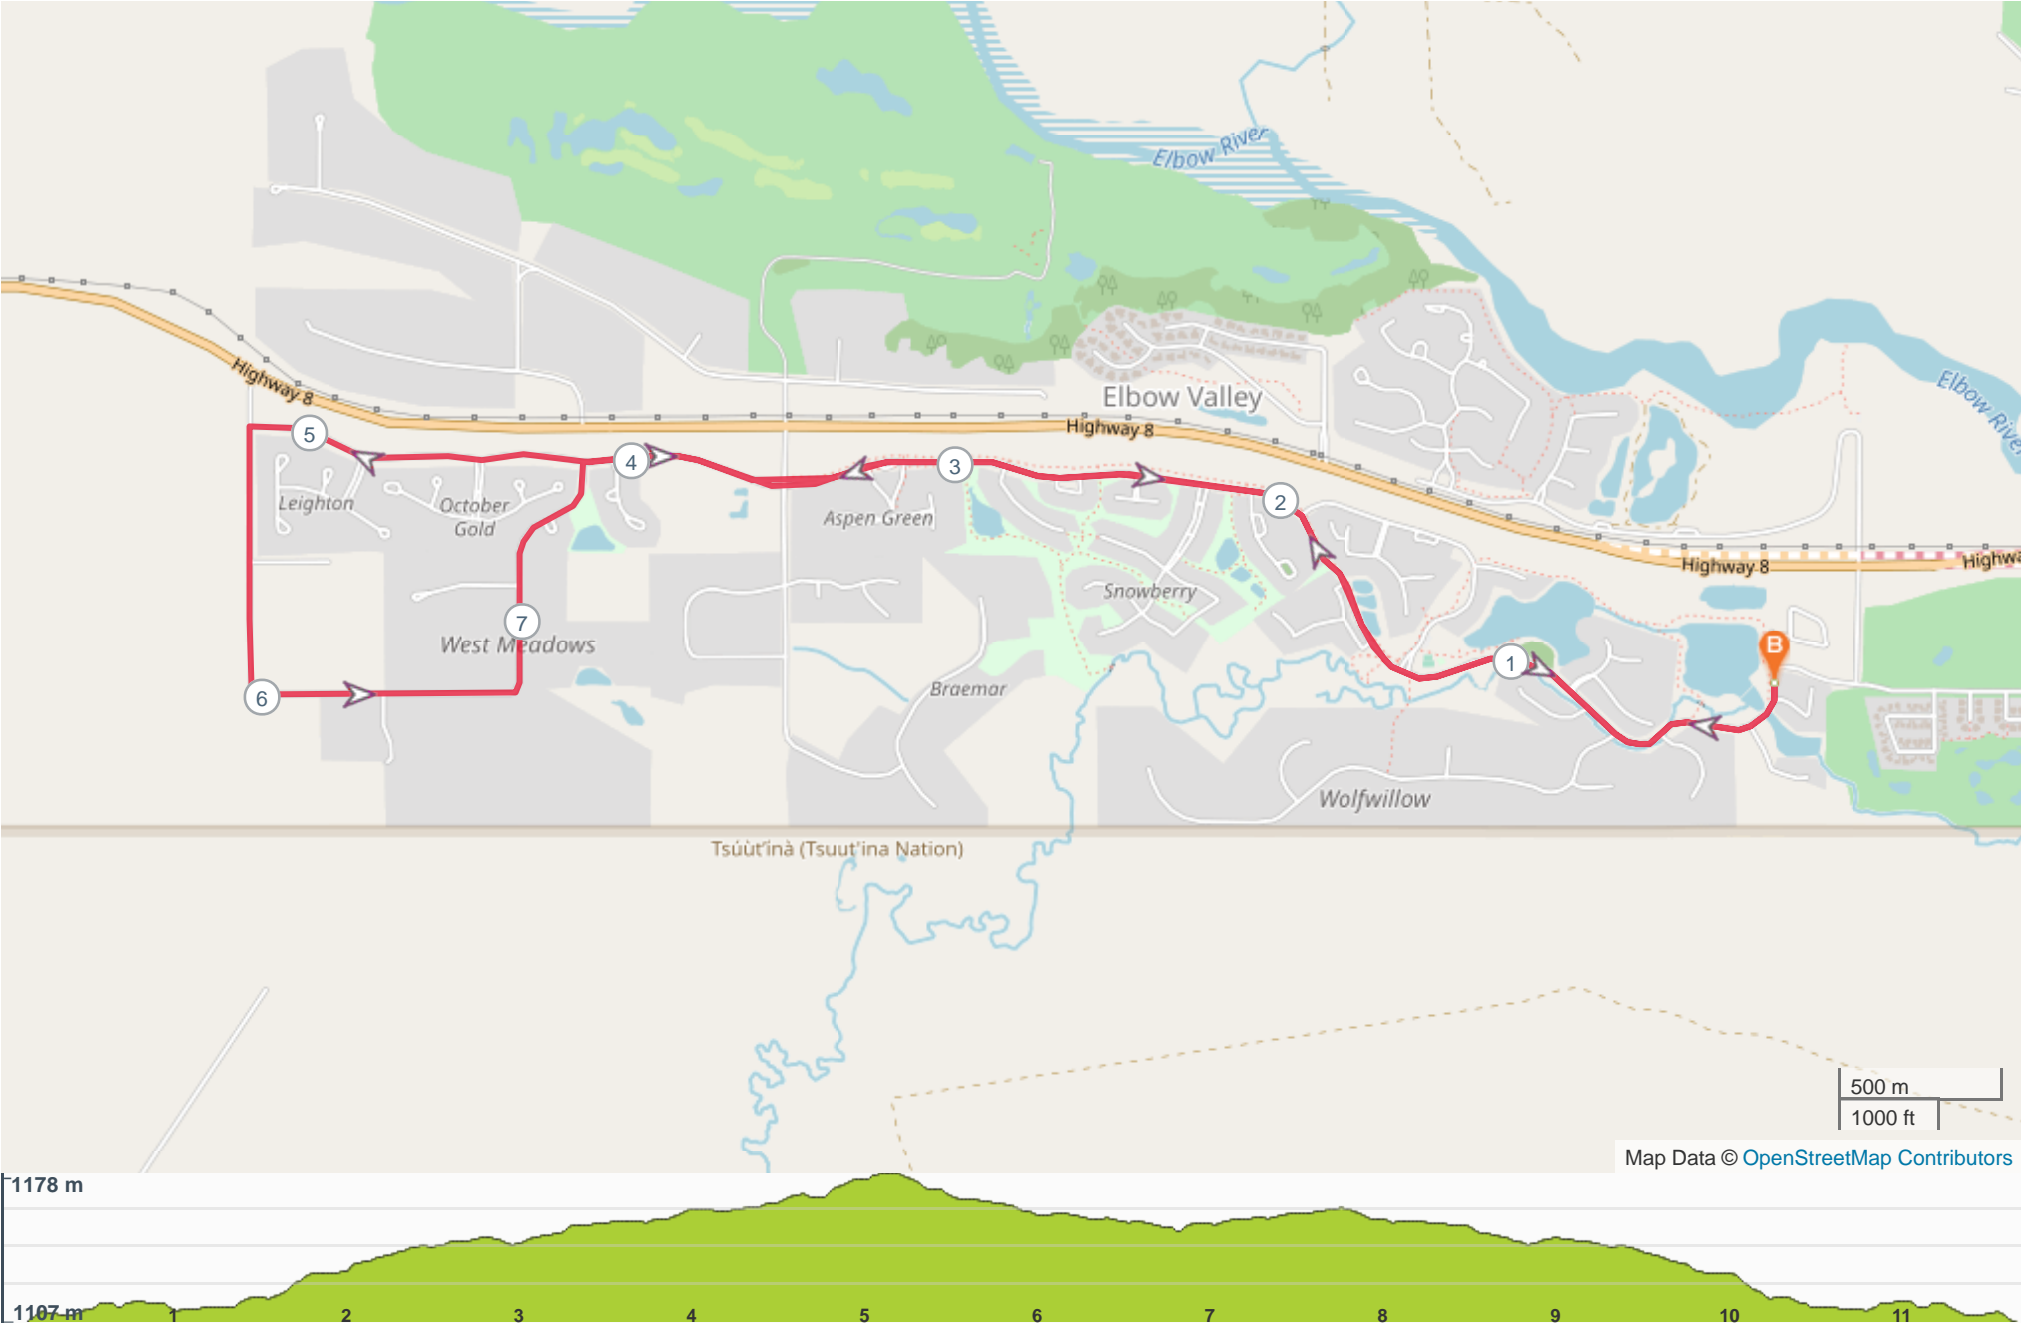 Elbow River
Highway 8
Elbow Valley
Elbow River
Highway 8
5
4
3
2
Leighton
October
Gold
Aspen Green
Highway 8
Snowberry
7
West Meadows
1
B
6
Braemar
Wolfwillow
Tsúùt'ínà (Tsuut'ina Nation)
500 m
1000 ft
Map Data © OpenStreetMap Contributors
1178 m
1107 m
1 2 3 4 5 6 7 8 9 10 11